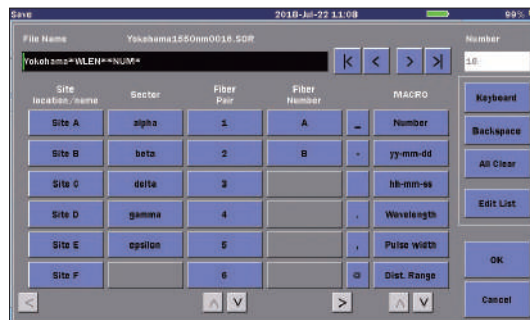 Save 2018-Jul-22 11:08 99%
File Name Yokohama1550nm0018.SOR Number
Yokohama*WLEN**NUM* 18
Site location/name Sector Fiber Pair Fiber Number MACRO
Keyboard
Site A alpha 1 A _ Number
Backspace
Site B beta 2 B - yy-mm-dd
All Clear
Site C delta 3 hh-mm-ss
Edit List
Site D gamma 4 . Wavelength
Site E epsilon 5 , Pulse width
OK
Site F 6 @ Dist. Range
< ∧ ∨ > ∧ ∨
Cancel